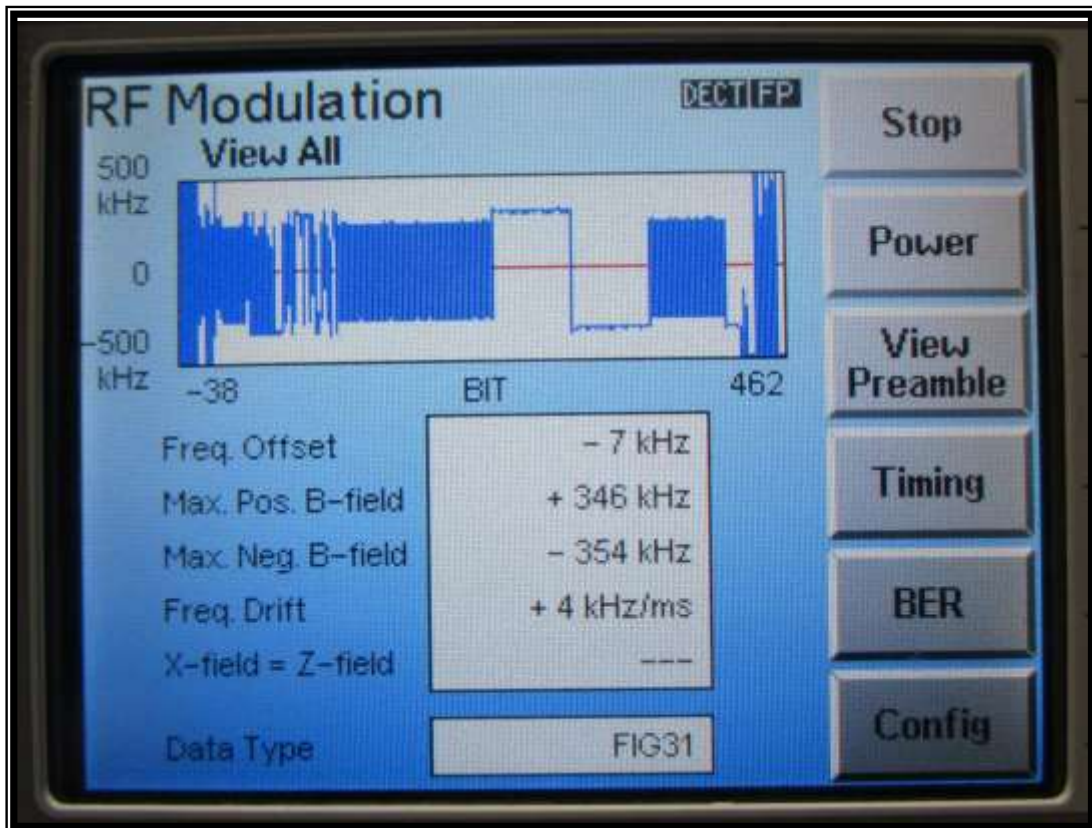 RF Modulation
DECT FP
View All
500
kHz
0
-500
kHz
-38
BIT
462
Freq. Offset
- 7 kHz
Max. Pos. B-field
+ 346 kHz
Max. Neg. B-field
- 354 kHz
Freq. Drift
+ 4 kHz/ms
X-field = Z-field
---
Data Type
FIG31
Stop
Power
View
Preamble
Timing
BER
Config